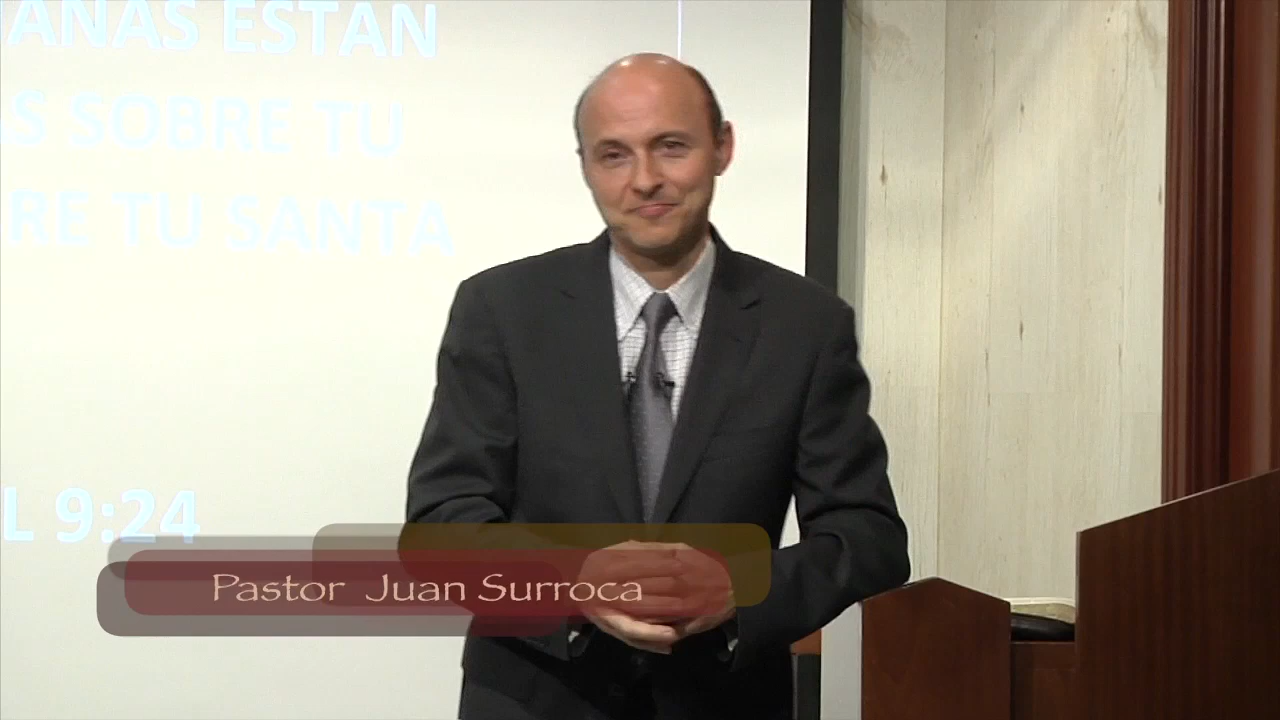 ANAS ESTAN
S SOBRE TU
RE TU SANTA
L 9:24
Pastor Juan Surroca